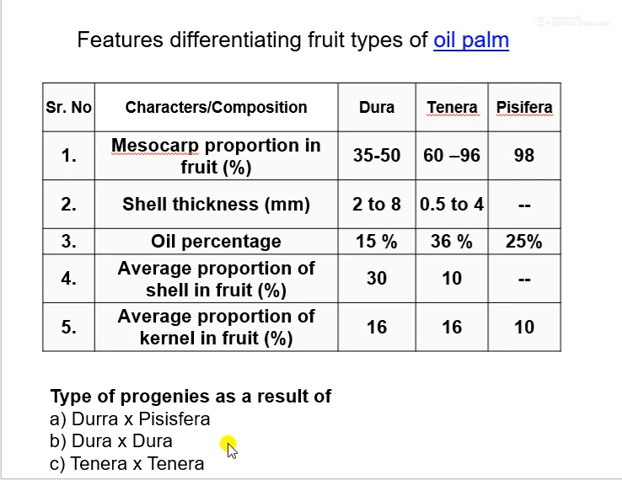 Features differentiating fruit types of oil palm
Sr. No Characters/Composition Dura Tenera Pisifera
1. Mesocarp proportion in fruit (%) 35-50 60 –96 98
2. Shell thickness (mm) 2 to 8 0.5 to 4 --
3. Oil percentage 15 % 36 % 25%
4. Average proportion of shell in fruit (%) 30 10 --
5. Average proportion of kernel in fruit (%) 16 16 10
Type of progenies as a result of
a) Durra x Pisisfera
b) Dura x Dura
c) Tenera x Tenera